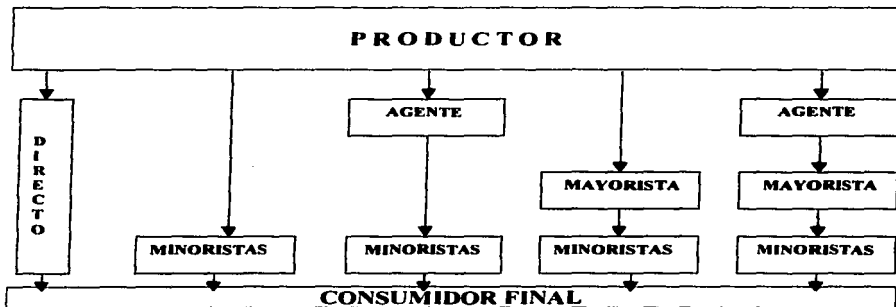 PRODUCTOR
AGENTE AGENTE
DIRECTO
MAYORISTA MAYORISTA
MINORISTAS MINORISTAS MINORISTAS MINORISTAS
CONSUMIDOR FINAL